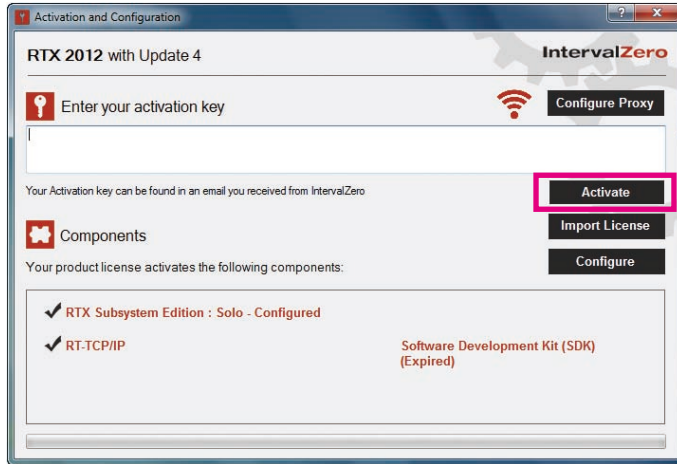 Activation and Configuration
RTX 2012 with Update 4
IntervalZero
Enter your activation key
Configure Proxy
Your Activation key can be found in an email you received from IntervalZero
Activate
Components
Import License
Your product license activates the following components:
Configure
RTX Subsystem Edition : Solo - Configured
RT-TCP/IP
Software Development Kit (SDK)
(Expired)